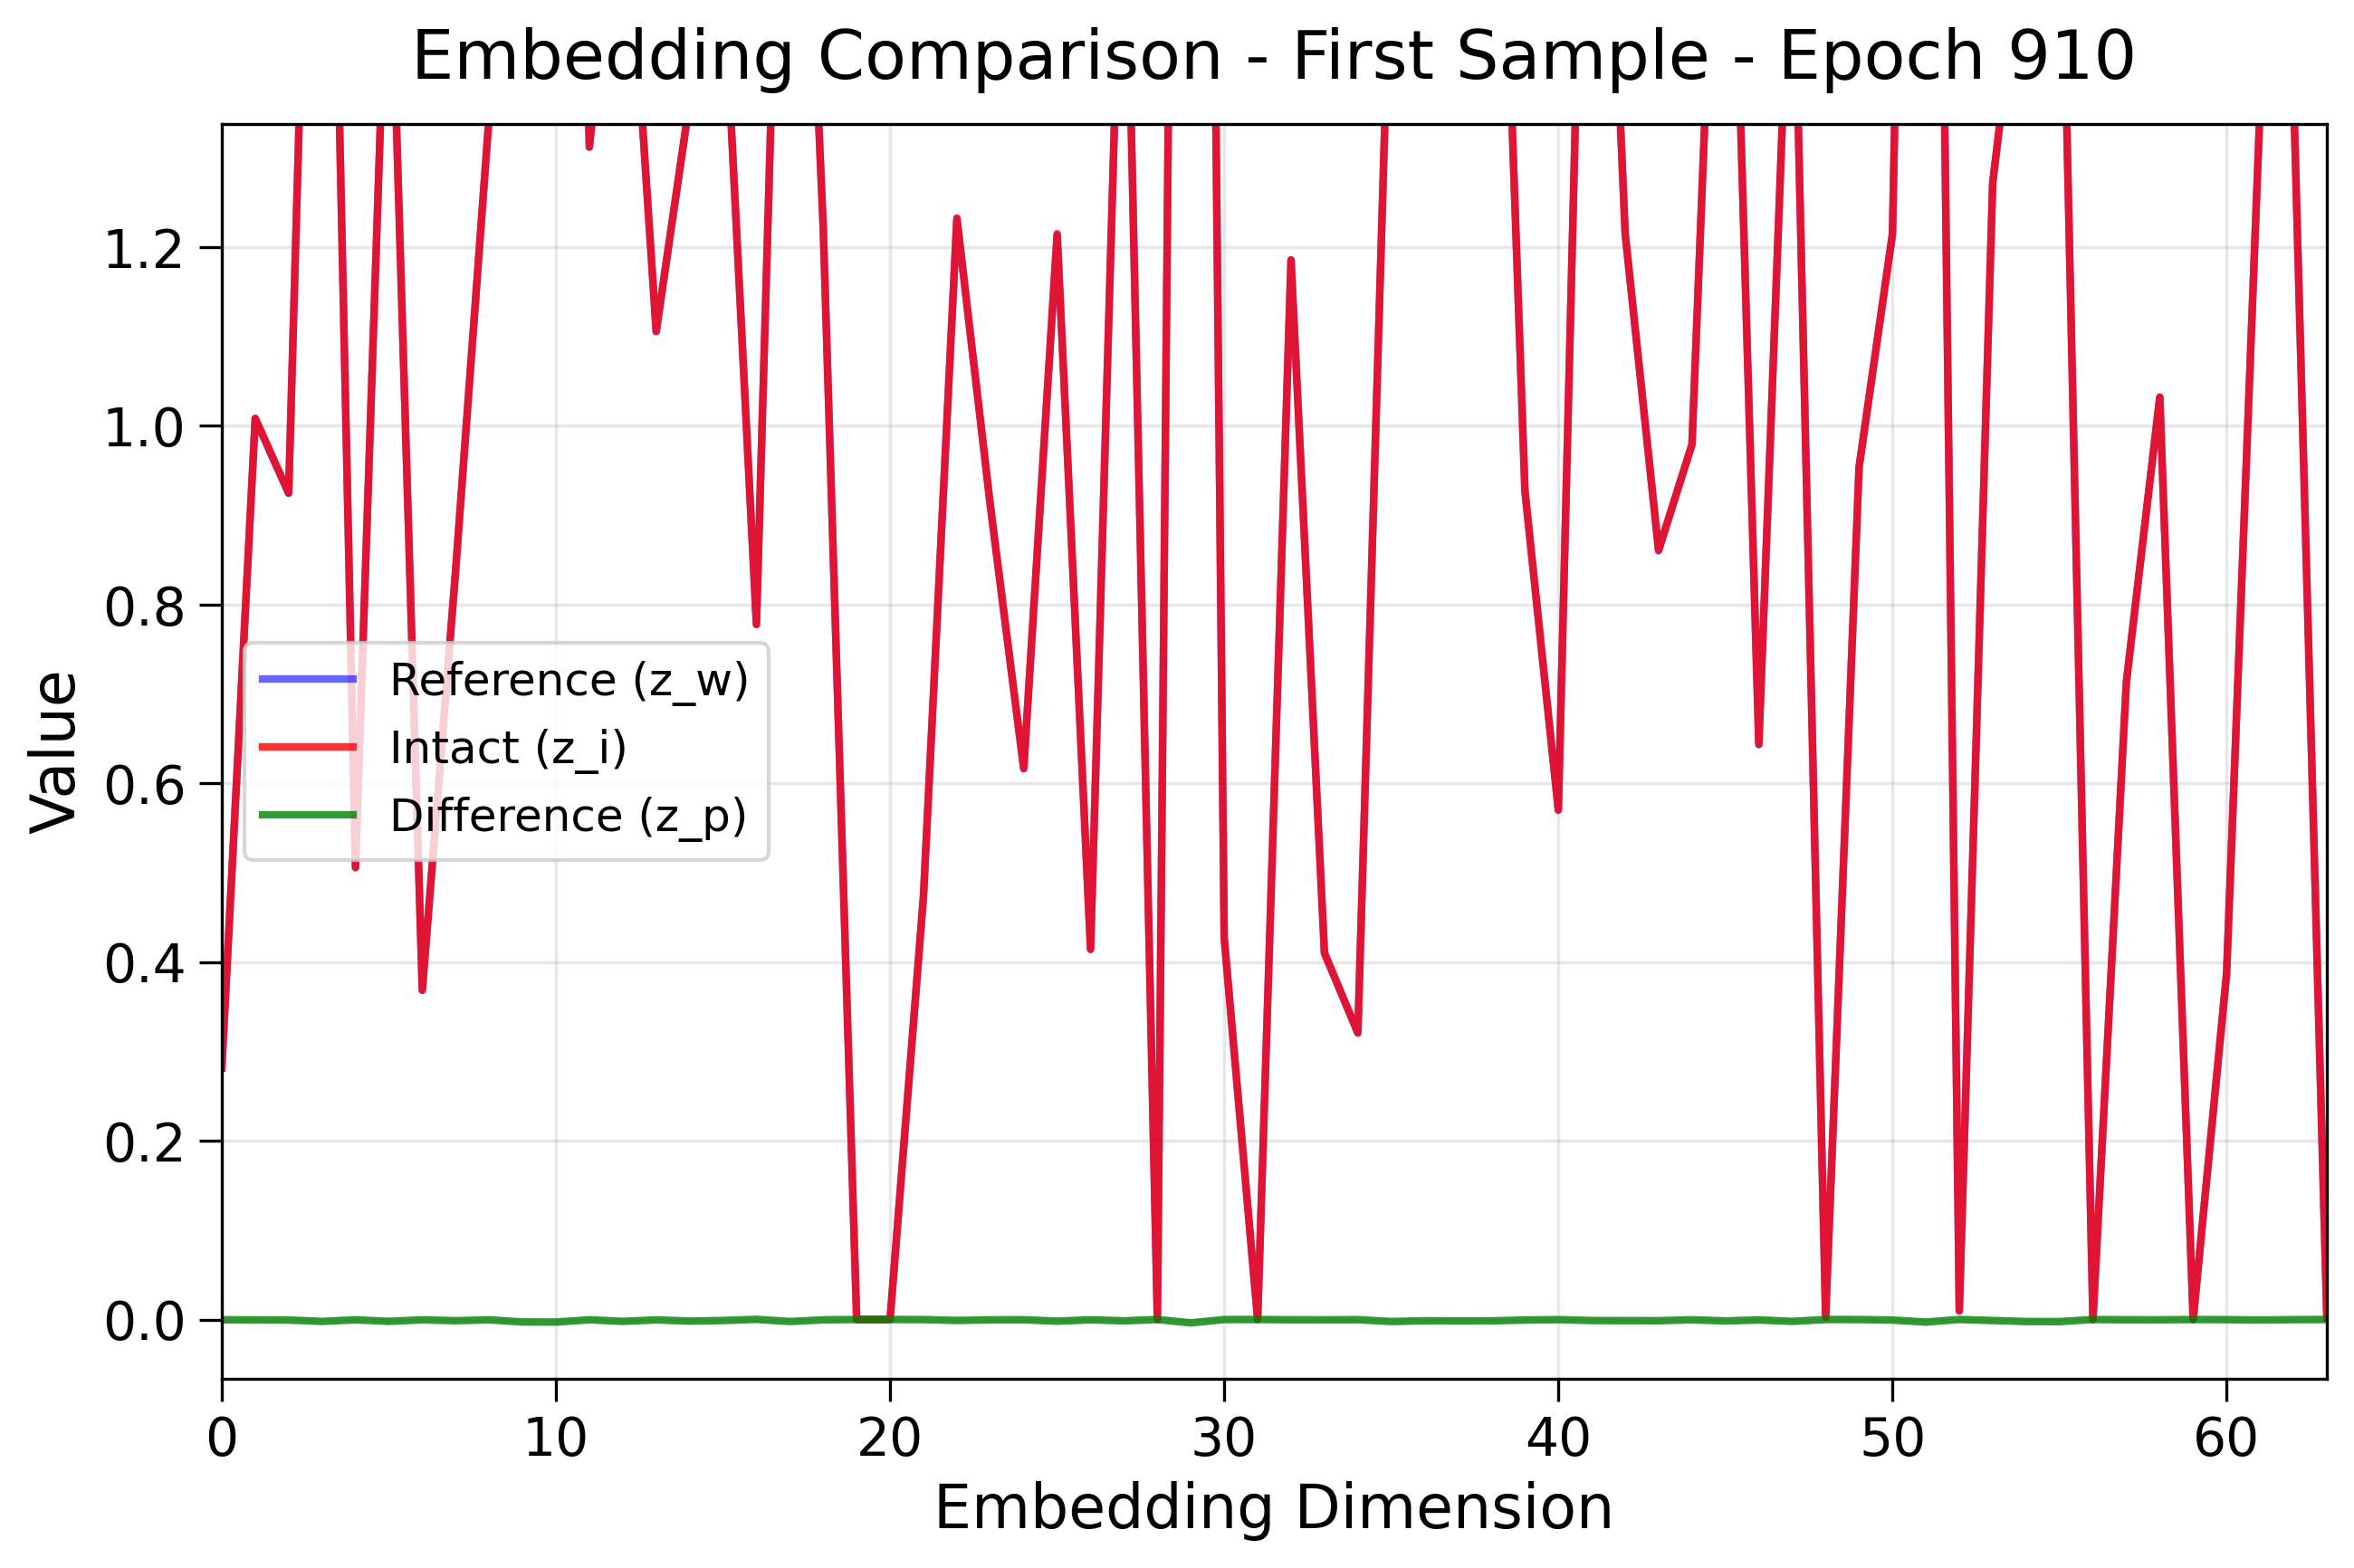 Embedding Comparison - First Sample - Epoch 910
Value
1.2
1.0
0.8
0.6
0.4
0.2
0.0
Reference (z_w)
Intact (z_i)
Difference (z_p)
0 10 20 30 40 50 60
Embedding Dimension